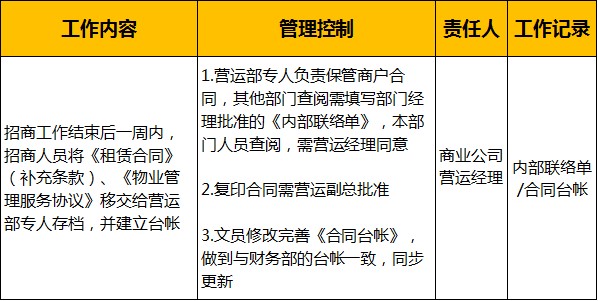 工作内容
管理控制
责任人
工作记录
招商工作结束后一周内，
招商人员将《租赁合同》
（补充条款）、《物业管
理服务协议》移交给营运
部专人存档，并建立台帐
1.营运部专人负责保管商户合
同，其他部门查阅需填写部门经
理批准的《内部联络单》，本部
门人员查阅，需营运经理同意
2.复印合同需营运副总批准
3.文员修改完善《合同台帐》，
做到与财务部的台帐一致，同步
更新
商业公司
营运经理
内部联络单
/合同台帐